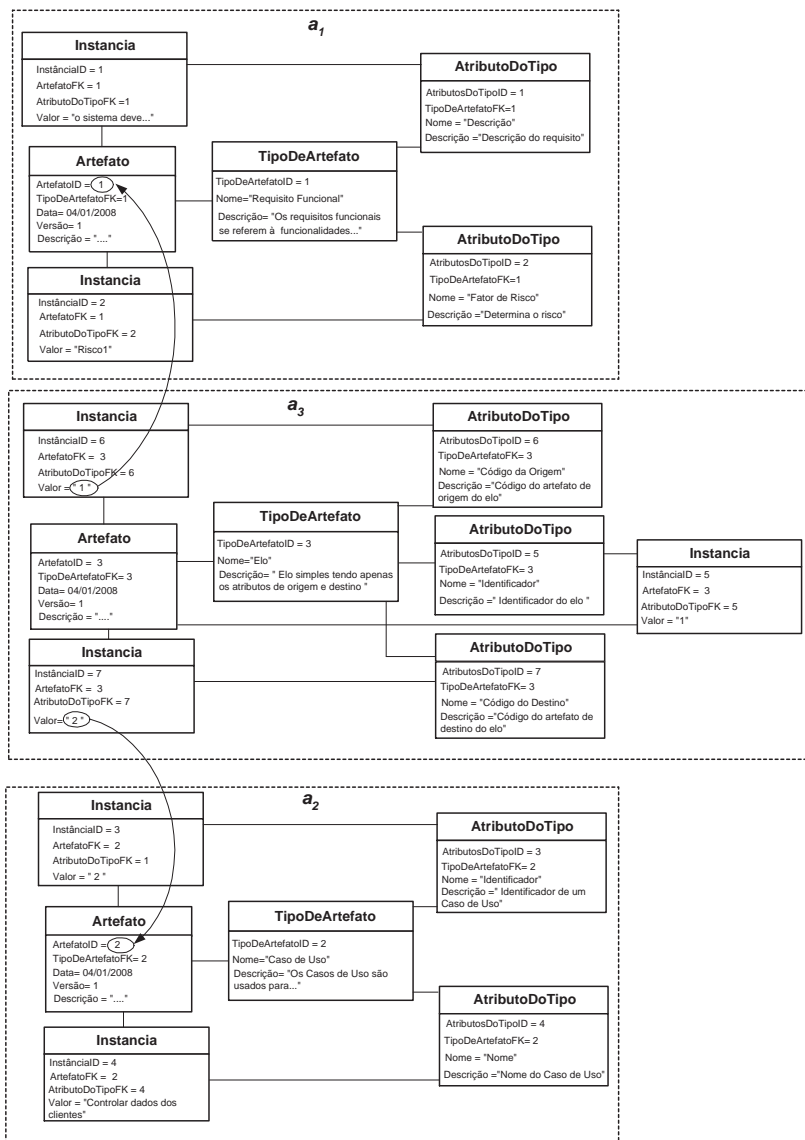 a1
Instancia
InstânciaID = 1
ArtefatoFK = 1
AtributoDoTipoFK =1
Valor = "o sistema deve..."
AtributoDoTipo
AtributosDoTipoID = 1
TipoDeArtefatoFK=1
Nome = "Descrição"
Descrição ="Descrição do requisito"
Artefato
ArtefatoID = 1
TipoDeArtefatoFK=1
Data= 04/01/2008
Versão= 1
Descrição = "...."
TipoDeArtefato
TipoDeArtefatoID = 1
Nome="Requisito Funcional"
Descrição= "Os requisitos funcionais
se referem à funcionalidades..."
AtributoDoTipo
AtributosDoTipoID = 2
TipoDeArtefatoFK=1
Nome = "Fator de Risco"
Descrição ="Determina o risco"
Instancia
InstânciaID = 2
ArtefatoFK = 1
AtributoDoTipoFK = 2
Valor = "Risco1"
a3
Instancia
InstânciaID = 6
ArtefatoFK = 3
AtributoDoTipoFK = 6
Valor =" 1 "
AtributoDoTipo
AtributosDoTipoID = 6
TipoDeArtefatoFK= 3
Nome = "Código da Origem"
Descrição ="Código do artefato de
origem do elo"
Artefato
ArtefatoID = 3
TipoDeArtefatoFK= 3
Data= 04/01/2008
Versão= 1
Descrição = "...."
TipoDeArtefato
TipoDeArtefatoID = 3
Nome="Elo"
Descrição= " Elo simples tendo apenas
os atributos de origem e destino "
AtributoDoTipo
AtributosDoTipoID = 5
TipoDeArtefatoFK= 3
Nome = "Identificador"
Descrição =" Identificador do elo "
Instancia
InstânciaID = 5
ArtefatoFK = 3
AtributoDoTipoFK = 5
Valor = "1"
Instancia
InstânciaID = 7
ArtefatoFK = 3
AtributoDoTipoFK = 7
Valor=" 2 "
AtributoDoTipo
AtributosDoTipoID = 7
TipoDeArtefatoFK= 3
Nome = "Código do Destino"
Descrição ="Código do artefato de
destino do elo"
a2
Instancia
InstânciaID = 3
ArtefatoFK = 2
AtributoDoTipoFK = 1
Valor = " 2 "
AtributoDoTipo
AtributosDoTipoID = 3
TipoDeArtefatoFK= 2
Nome = "Identificador"
Descrição =" Identificador de um
Caso de Uso"
Artefato
ArtefatoID = 2
TipoDeArtefatoFK= 2
Data= 04/01/2008
Versão= 1
Descrição = "...."
TipoDeArtefato
TipoDeArtefatoID = 2
Nome="Caso de Uso"
Descrição= "Os Casos de Uso são
usados para..."
AtributoDoTipo
AtributosDoTipoID = 4
TipoDeArtefatoFK= 2
Nome = "Nome"
Descrição ="Nome do Caso de Uso"
Instancia
InstânciaID = 4
ArtefatoFK = 2
AtributoDoTipoFK = 4
Valor = "Controlar dados dos
clientes"